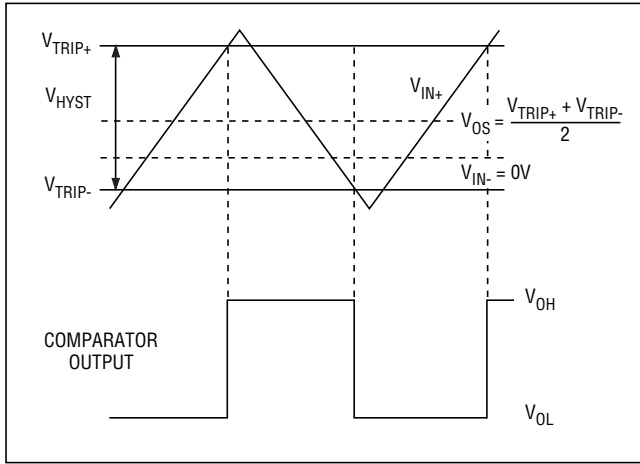 V_TRIP+
V_HYST
V_IN+
V_OS = (V_TRIP+ + V_TRIP-) / 2
V_IN- = 0V
V_TRIP-
V_OH
COMPARATOR
OUTPUT
V_OL